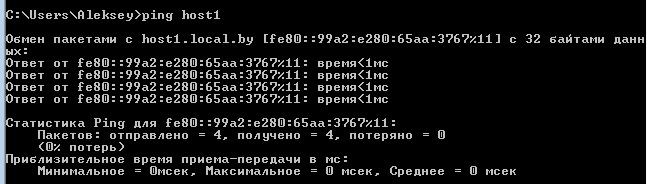 C:\Users\Aleksey>ping host1
Обмен пакетами с host1.local.by [fe80::99a2:e280:65aa:3767%11] с 32 байтами данн
ых:
Ответ от fe80::99a2:e280:65aa:3767%11: время<1мс
Ответ от fe80::99a2:e280:65aa:3767%11: время<1мс
Ответ от fe80::99a2:e280:65aa:3767%11: время<1мс
Ответ от fe80::99a2:e280:65aa:3767%11: время<1мс
Статистика Ping для fe80::99a2:e280:65aa:3767%11:
Пакетов: отправлено = 4, получено = 4, потеряно = 0
(0% потерь)
Приблизительное время приема-передачи в мс:
Минимальное = 0мсек, Максимальное = 0 мсек, Среднее = 0 мсек